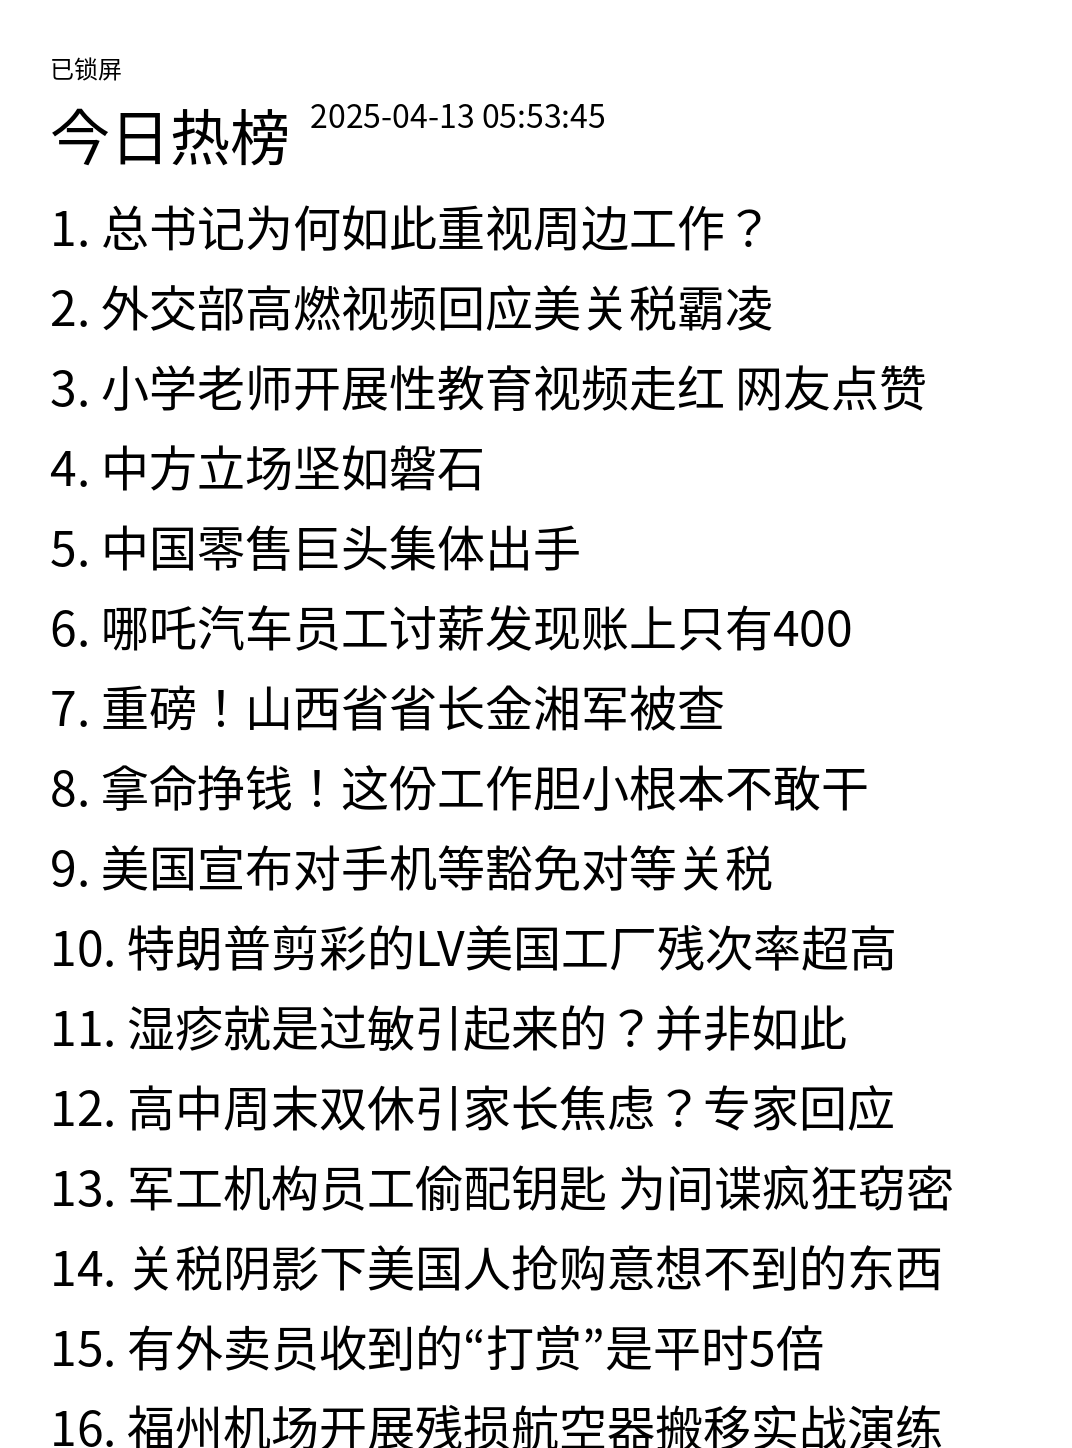 已锁屏
今日热榜 2025-04-13 05:53:45
1. 总书记为何如此重视周边工作？
2. 外交部高燃视频回应美关税霸凌
3. 小学老师开展性教育视频走红 网友点赞
4. 中方立场坚如磐石
5. 中国零售巨头集体出手
6. 哪吒汽车员工讨薪发现账上只有400
7. 重磅！山西省省长金湘军被查
8. 拿命挣钱！这份工作胆小根本不敢干
9. 美国宣布对手机等豁免对等关税
10. 特朗普剪彩的LV美国工厂残次率超高
11. 湿疹就是过敏引起来的？并非如此
12. 高中周末双休引家长焦虑？专家回应
13. 军工机构员工偷配钥匙 为间谍疯狂窃密
14. 关税阴影下美国人抢购意想不到的东西
15. 有外卖员收到的“打赏”是平时5倍
16. 福州机场开展残损航空器搬移实战演练